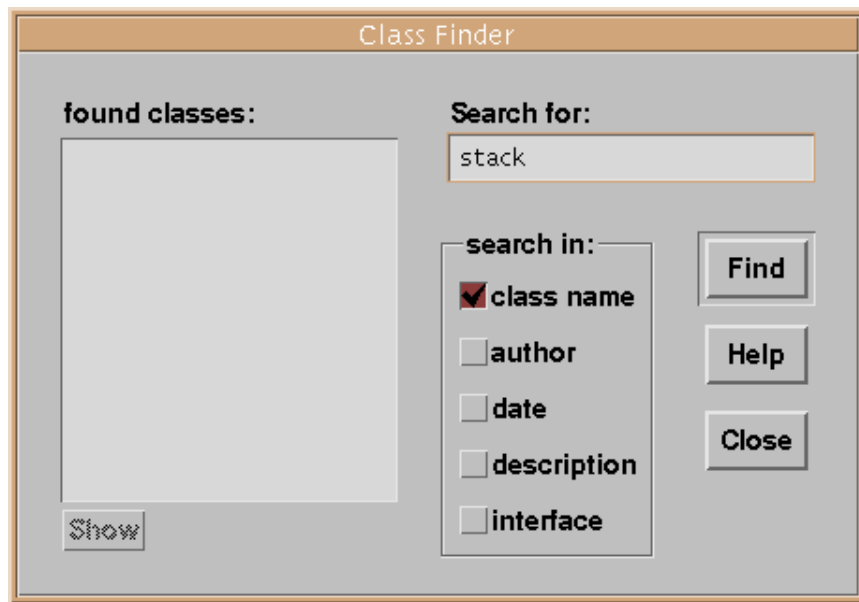 Class Finder
found classes:
Show
Search for:
stack
search in:
class name
author
date
description
interface
Find
Help
Close